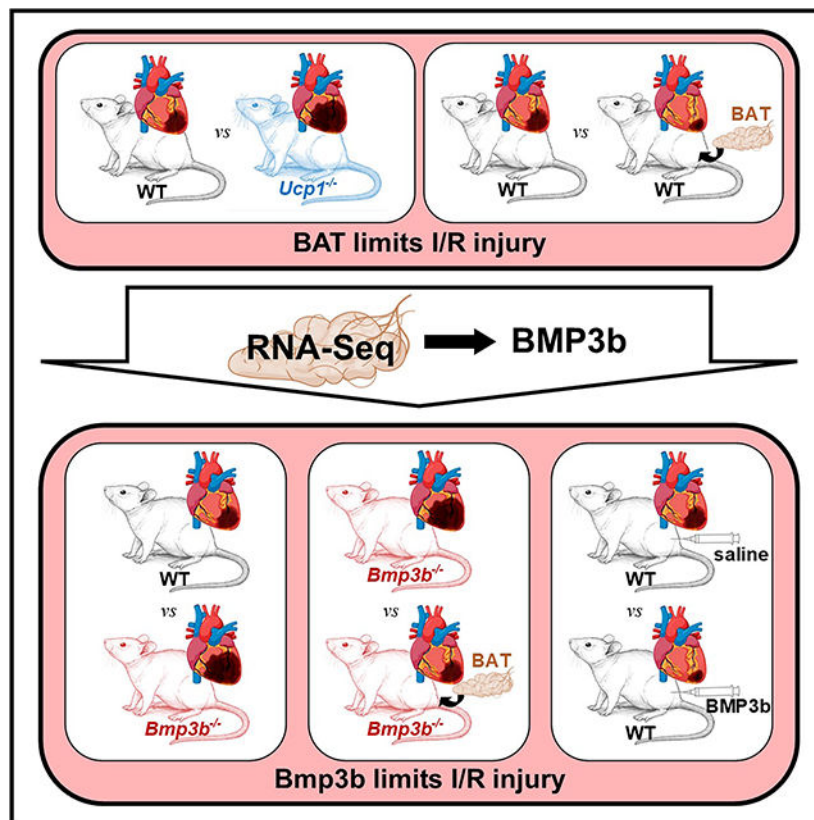 vs
WT
Ucp1-/-
vs
BAT
WT
WT
BAT limits I/R injury
RNA-Seq
BMP3b
WT
vs
Bmp3b-/-
Bmp3b-/-
vs
BAT
Bmp3b-/-
saline
WT
vs
BMP3b
WT
Bmp3b limits I/R injury